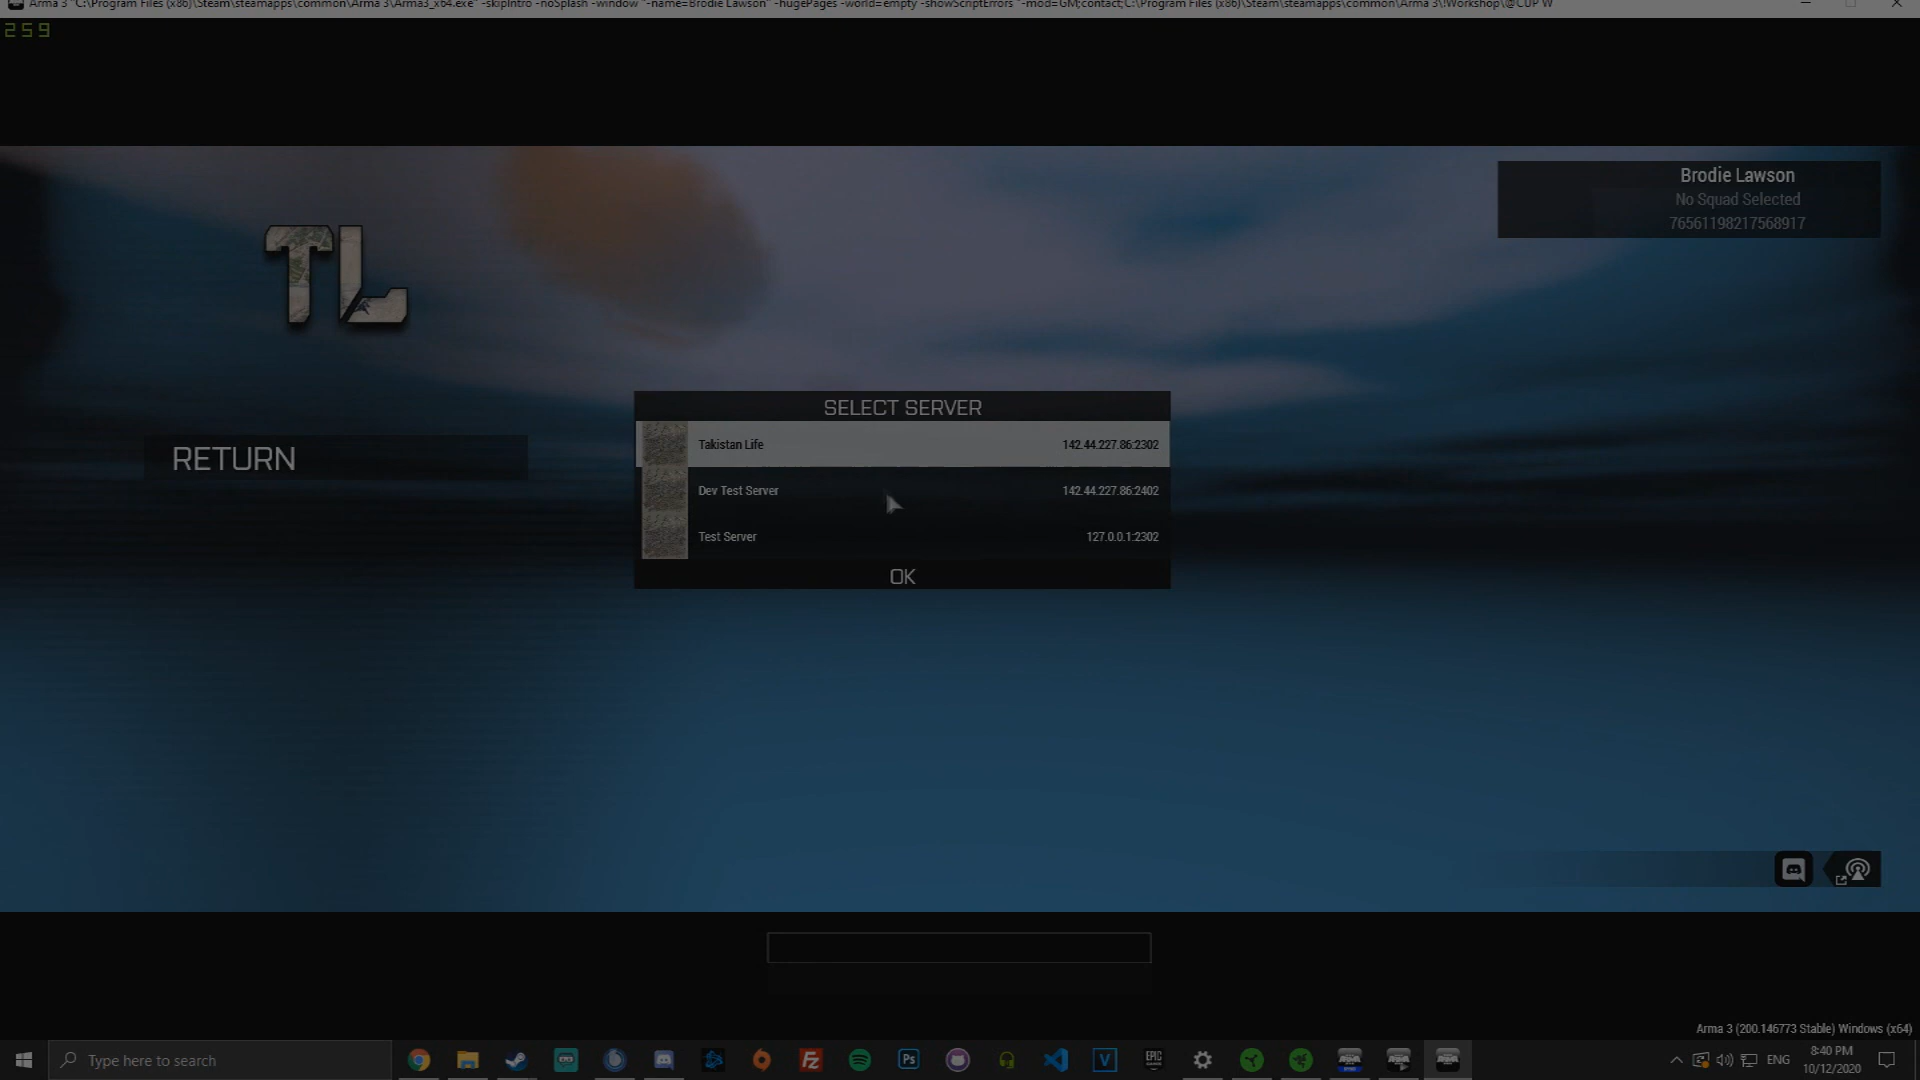 Arma 3 "C:\Program Files (x86)\Steam\steamapps\common\Arma 3\Arma3_x64.exe" -skipIntro -noSplash -window "-name=Brodie Lawson" -hugePages -world=empty -showScriptErrors "-mod=GM;contact;C:\Program Files (x86)\Steam\steamapps\common\Arma 3\!Workshop\@CUP W
259
Brodie Lawson
No Squad Selected
76561198217568917
TL
SELECT SERVER
Takistan Life 142.44.227.86:2302
RETURN
Dev Test Server 142.44.227.86:2402
Test Server 127.0.0.1:2302
OK
Arma 3 (200.146773 Stable) Windows (x64)
Type here to search
Fz
Ps
V
EPIC GAMES
ENG
8:40 PM
10/12/2020